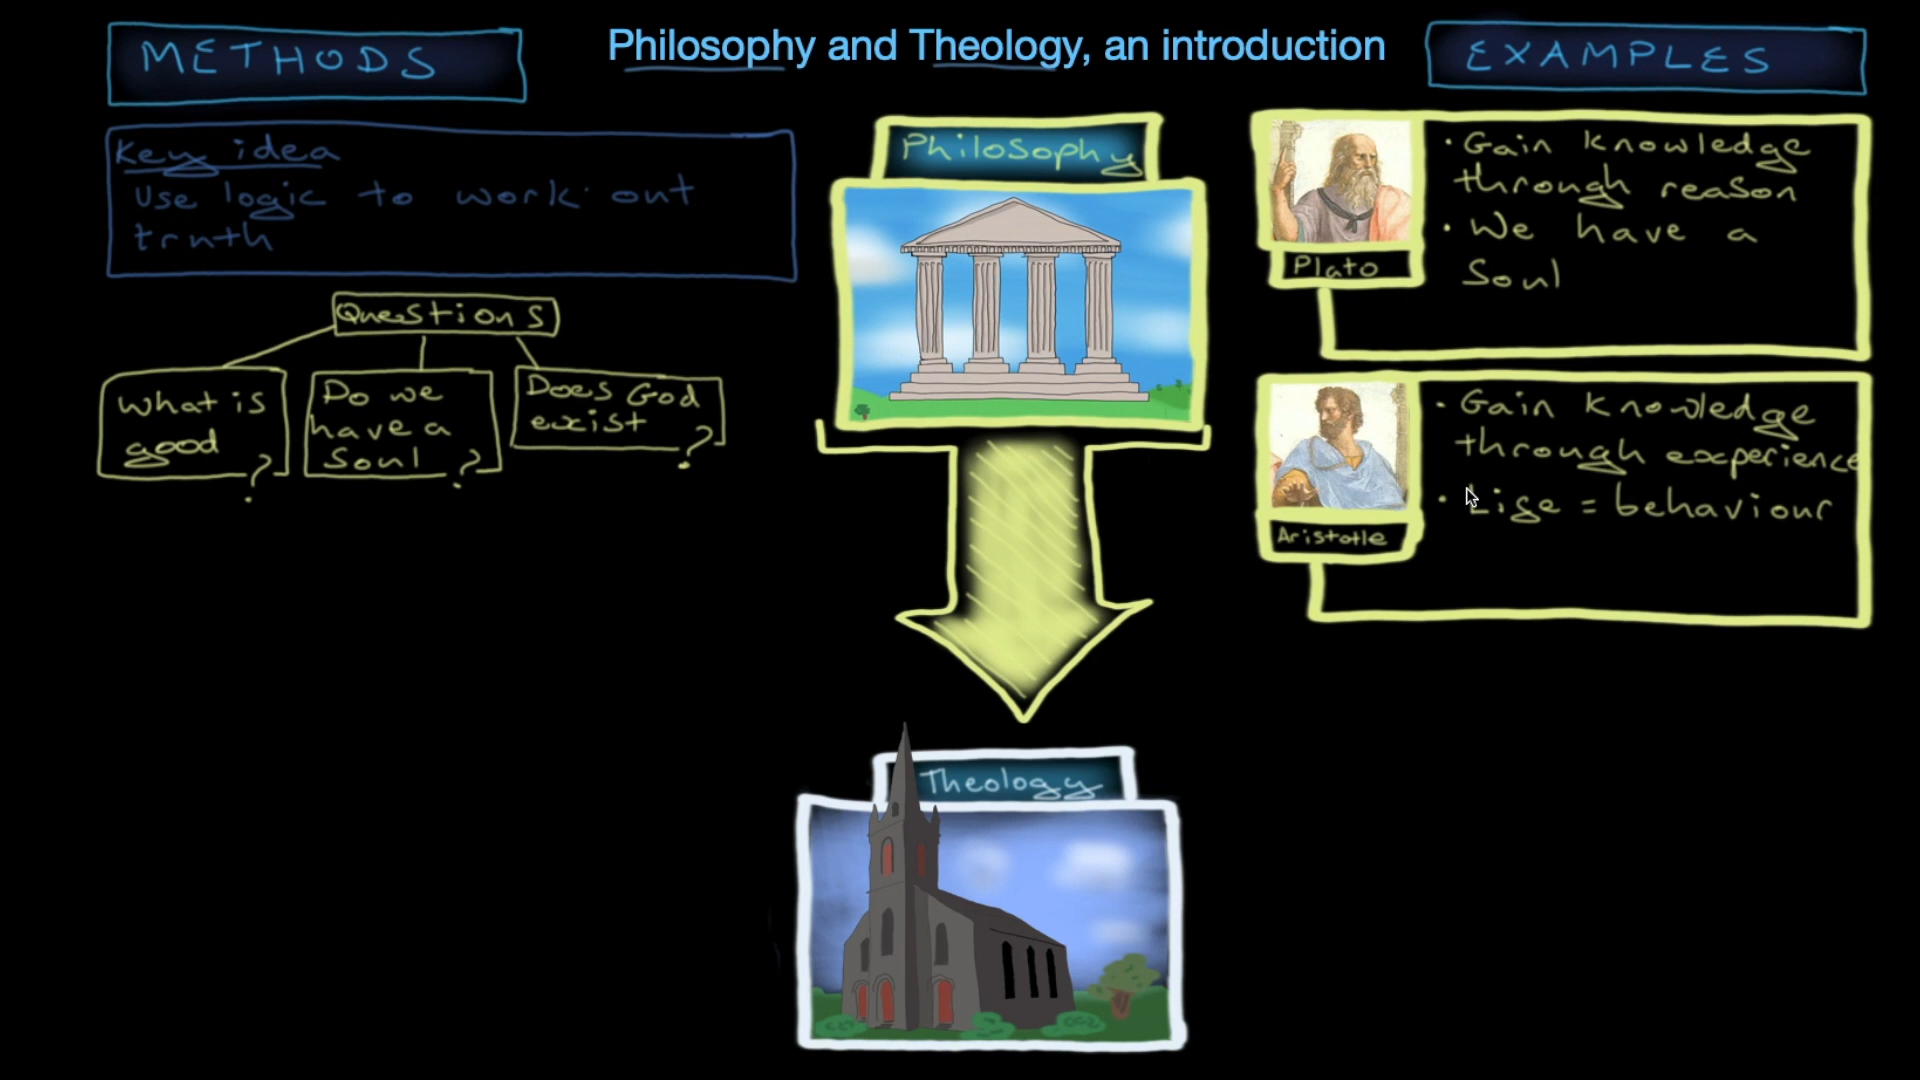 METHODS
Philosophy and Theology, an introduction
EXAMPLES
Key idea
Use logic to work out
truth
Questions
What is
good
?
Do we
have a
soul ?
Does God
exist
?
Philosophy
Theology
Plato
• Gain knowledge
through reason
• We have a
Soul
Aristotle
• Gain knowledge
through experience
• Life = behaviour